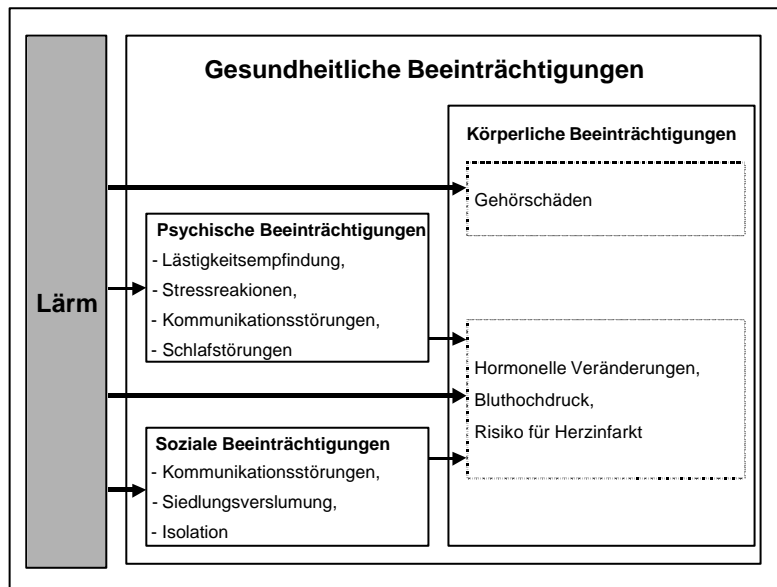 Gesundheitliche Beeinträchtigungen
Lärm
Körperliche Beeinträchtigungen
Gehörschäden
Psychische Beeinträchtigungen
- Lästigkeitsempfindung,
- Stressreakionen,
- Kommunikationsstörungen,
- Schlafstörungen
Hormonelle Veränderungen,
Bluthochdruck,
Risiko für Herzinfarkt
Soziale Beeinträchtigungen
- Kommunikationsstörungen,
- Siedlungsverslumung,
- Isolation